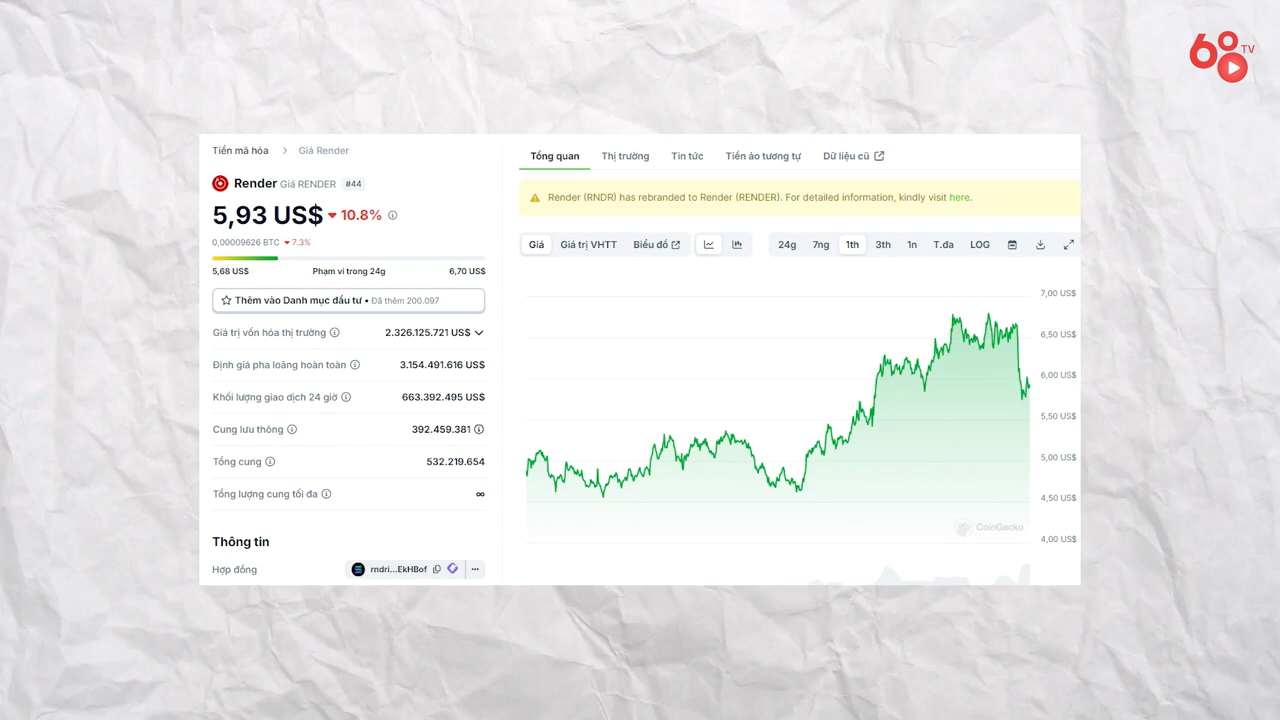 68 TV
Tiền mã hóa > Giá Render
Render Giá RENDER #44
5,93 US$ 10.8%
0,00009626 BTC 7.3%
5,68 US$ Phạm vi trong 24g 6,70 US$
Thêm vào Danh mục đầu tư • Đã thêm 200.097
Giá trị vốn hóa thị trường 2.326.125.721 US$
Định giá pha loãng hoàn toàn 3.154.491.616 US$
Khối lượng giao dịch 24 giờ 663.392.495 US$
Cung lưu thông 392.459.381
Tổng cung 532.219.654
Tổng lượng cung tối đa ∞
Thông tin
Hợp đồng rndri...EkHBof ...
Tổng quan Thị trường Tin tức Tiền ảo tương tự Dữ liệu cũ
Render (RNDR) has rebranded to Render (RENDER). For detailed information, kindly visit here.
Giá Giá trị VHTT Biểu đồ 24g 7ng 1th 3th 1n T.đa LOG
7,00 US$
6,50 US$
6,00 US$
5,50 US$
5,00 US$
4,50 US$
CoinGecko
4,00 US$